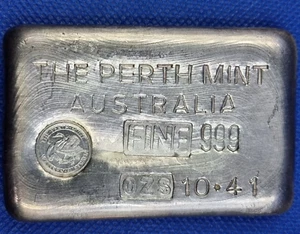 THE PERTH MINT
AUSTRALIA
FINE 999
OZS 10·41